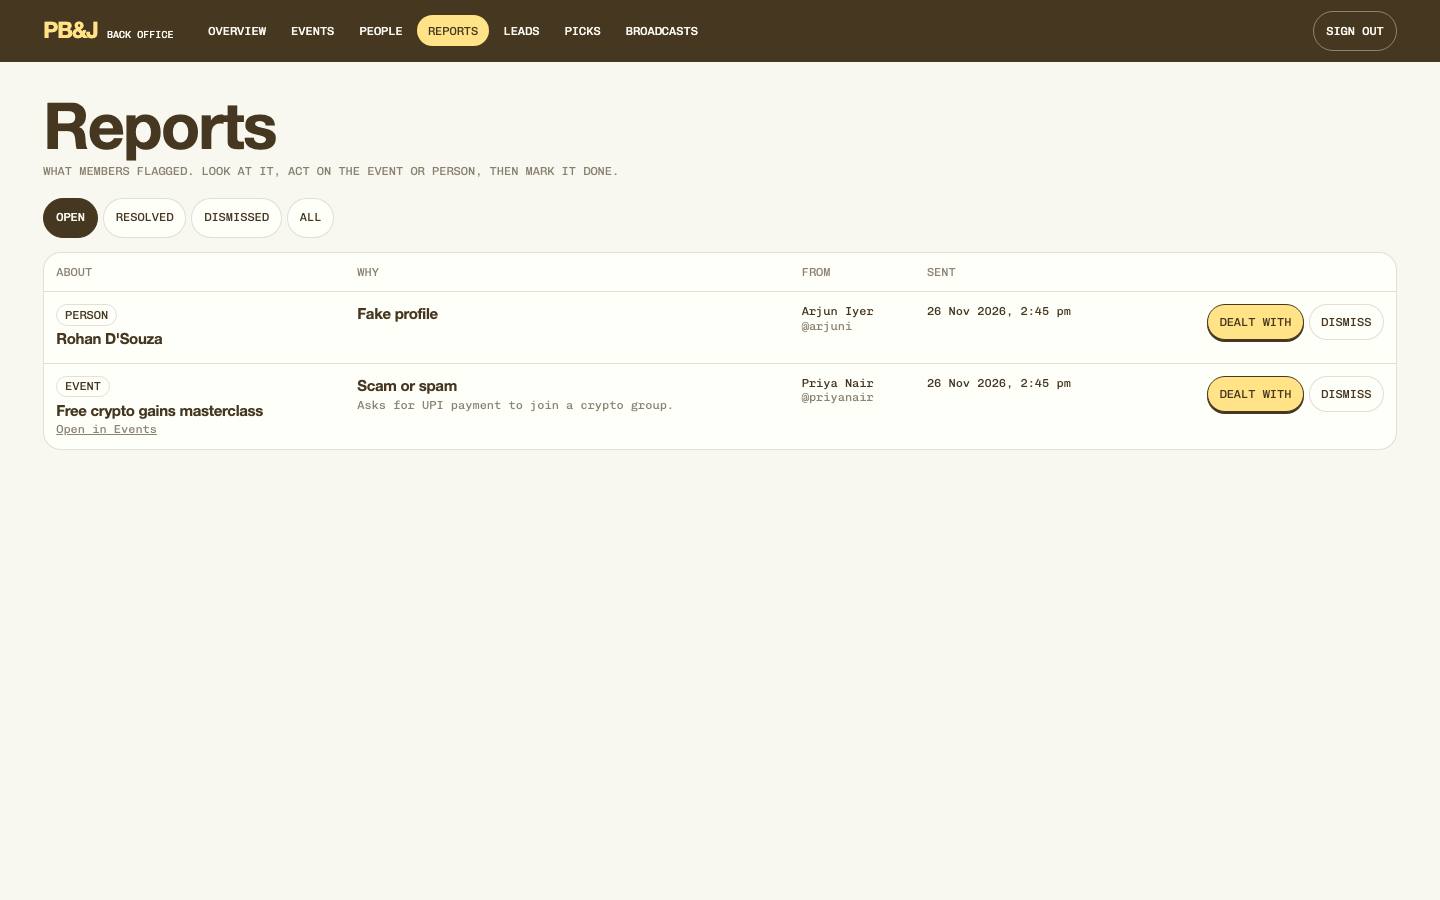 PB&J BACK OFFICE OVERVIEW EVENTS PEOPLE REPORTS LEADS PICKS BROADCASTS SIGN OUT
Reports
WHAT MEMBERS FLAGGED. LOOK AT IT, ACT ON THE EVENT OR PERSON, THEN MARK IT DONE.
OPEN RESOLVED DISMISSED ALL
ABOUT WHY FROM SENT
PERSON Fake profile Arjun Iyer 26 Nov 2026, 2:45 pm DEALT WITH DISMISS
@arjuni
Rohan D'Souza
EVENT Scam or spam Priya Nair 26 Nov 2026, 2:45 pm DEALT WITH DISMISS
Asks for UPI payment to join a crypto group. @priyanair
Free crypto gains masterclass
Open in Events